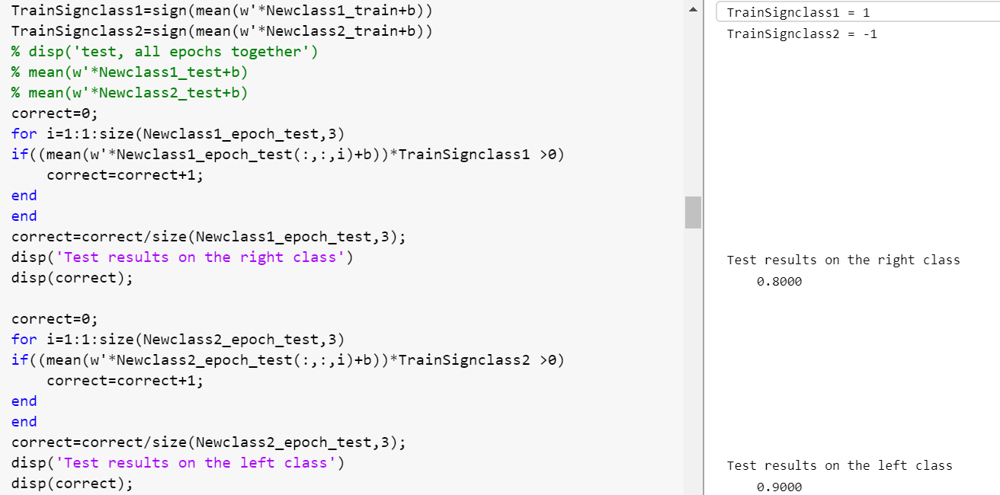 TrainSignclass1=sign(mean(w'*Newclass1_train+b))
TrainSignclass2=sign(mean(w'*Newclass2_train+b))
% disp('test, all epochs together')
% mean(w'*Newclass1_test+b)
% mean(w'*Newclass2_test+b)
correct=0;
for i=1:1:size(Newclass1_epoch_test,3)
if((mean(w'*Newclass1_epoch_test(:,:,i)+b))*TrainSignclass1 >0)
    correct=correct+1;
end
end
correct=correct/size(Newclass1_epoch_test,3);
disp('Test results on the right class')
disp(correct);

correct=0;
for i=1:1:size(Newclass2_epoch_test,3)
if((mean(w'*Newclass2_epoch_test(:,:,i)+b))*TrainSignclass2 >0)
    correct=correct+1;
end
end
correct=correct/size(Newclass2_epoch_test,3);
disp('Test results on the left class')
disp(correct);
TrainSignclass1 = 1
TrainSignclass2 = -1
Test results on the right class
    0.8000
Test results on the left class
    0.9000